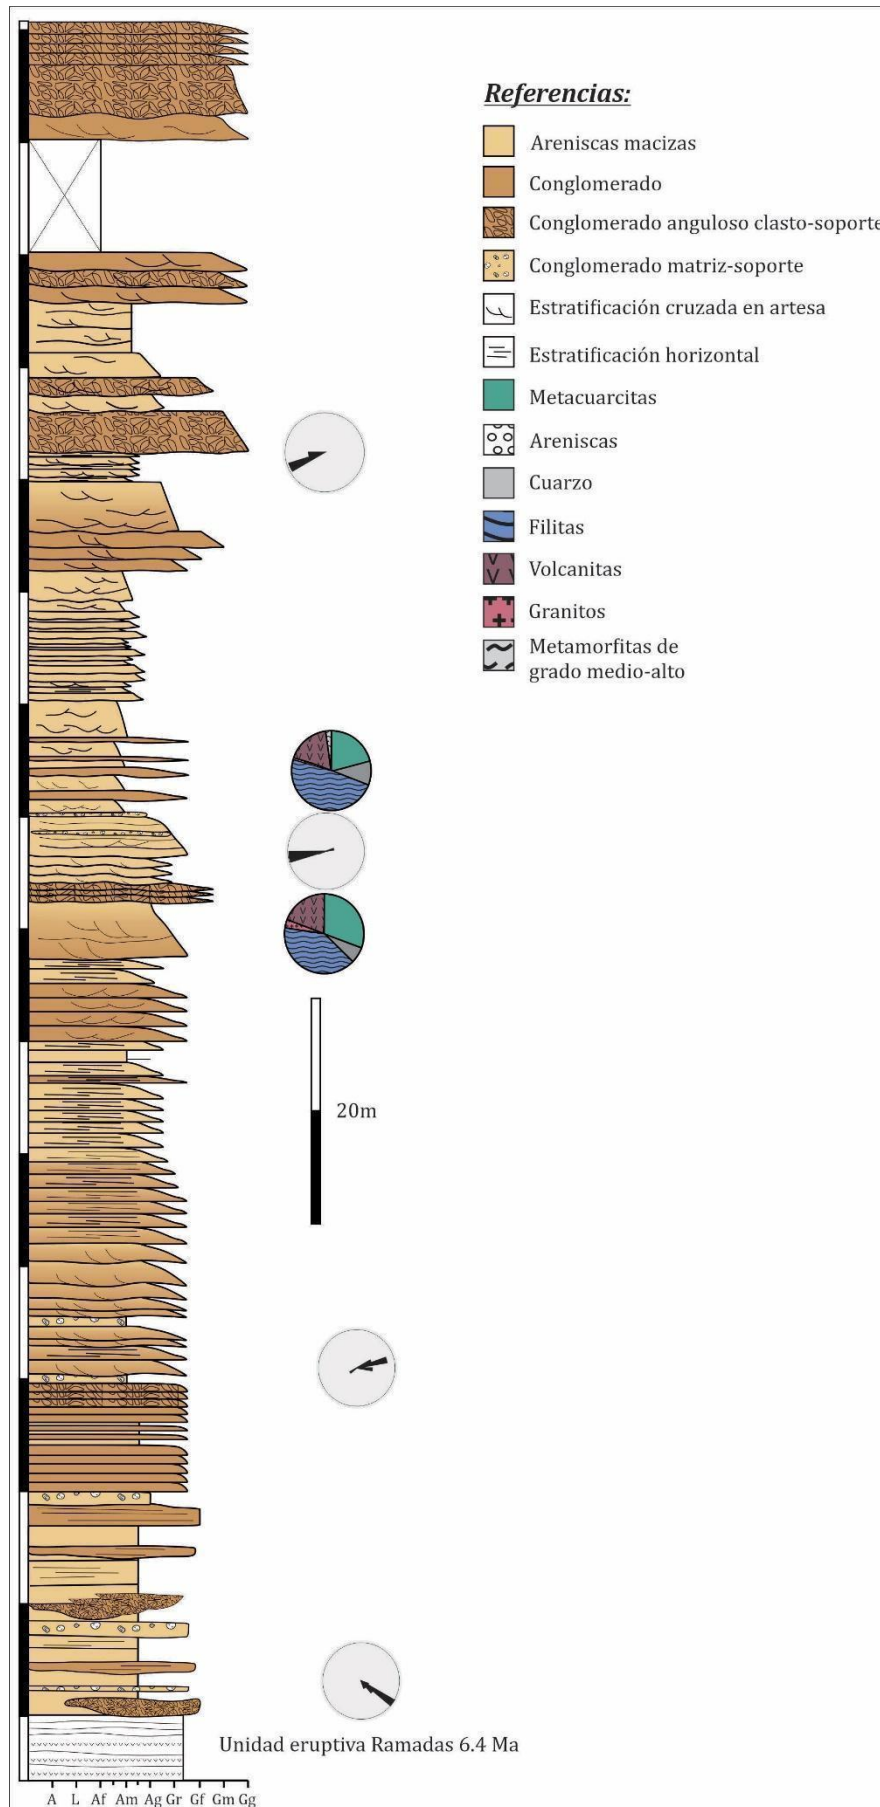 Referencias:
Areniscas macizas
Conglomerado
Conglomerado anguloso clasto-soporte
Conglomerado matriz-soporte
Estratificación cruzada en artesa
Estratificación horizontal
Metacuarcitas
Areniscas
Cuarzo
Filitas
Volcanitas
Granitos
Metamorfitas de
grado medio-alto
20m
Unidad eruptiva Ramadas 6.4 Ma
A L Af Am Ag Gr Gf Gm Gg